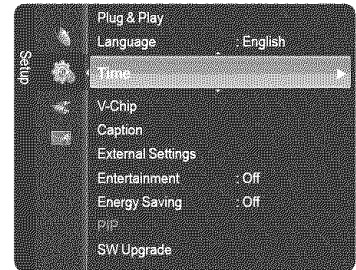 Setup
Plug & Play
Language : English
Time
V-Chip
Caption
External Settings
Entertainment : Off
Energy Saving : Off
PIP
SW Upgrade